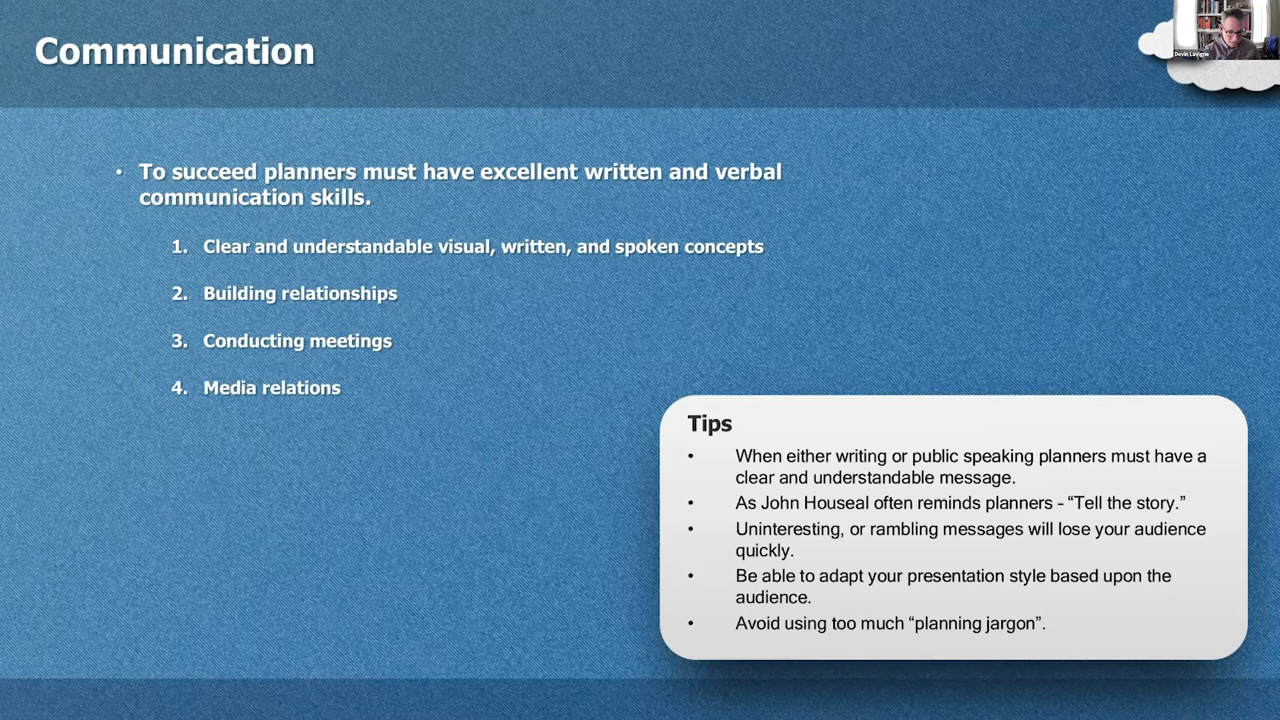 Communication
Devin Lavigne
• To succeed planners must have excellent written and verbal
communication skills.
1. Clear and understandable visual, written, and spoken concepts
2. Building relationships
3. Conducting meetings
4. Media relations
Tips
• When either writing or public speaking planners must have a
clear and understandable message.
• As John Houseal often reminds planners – “Tell the story.”
• Uninteresting, or rambling messages will lose your audience
quickly.
• Be able to adapt your presentation style based upon the
audience.
• Avoid using too much “planning jargon”.